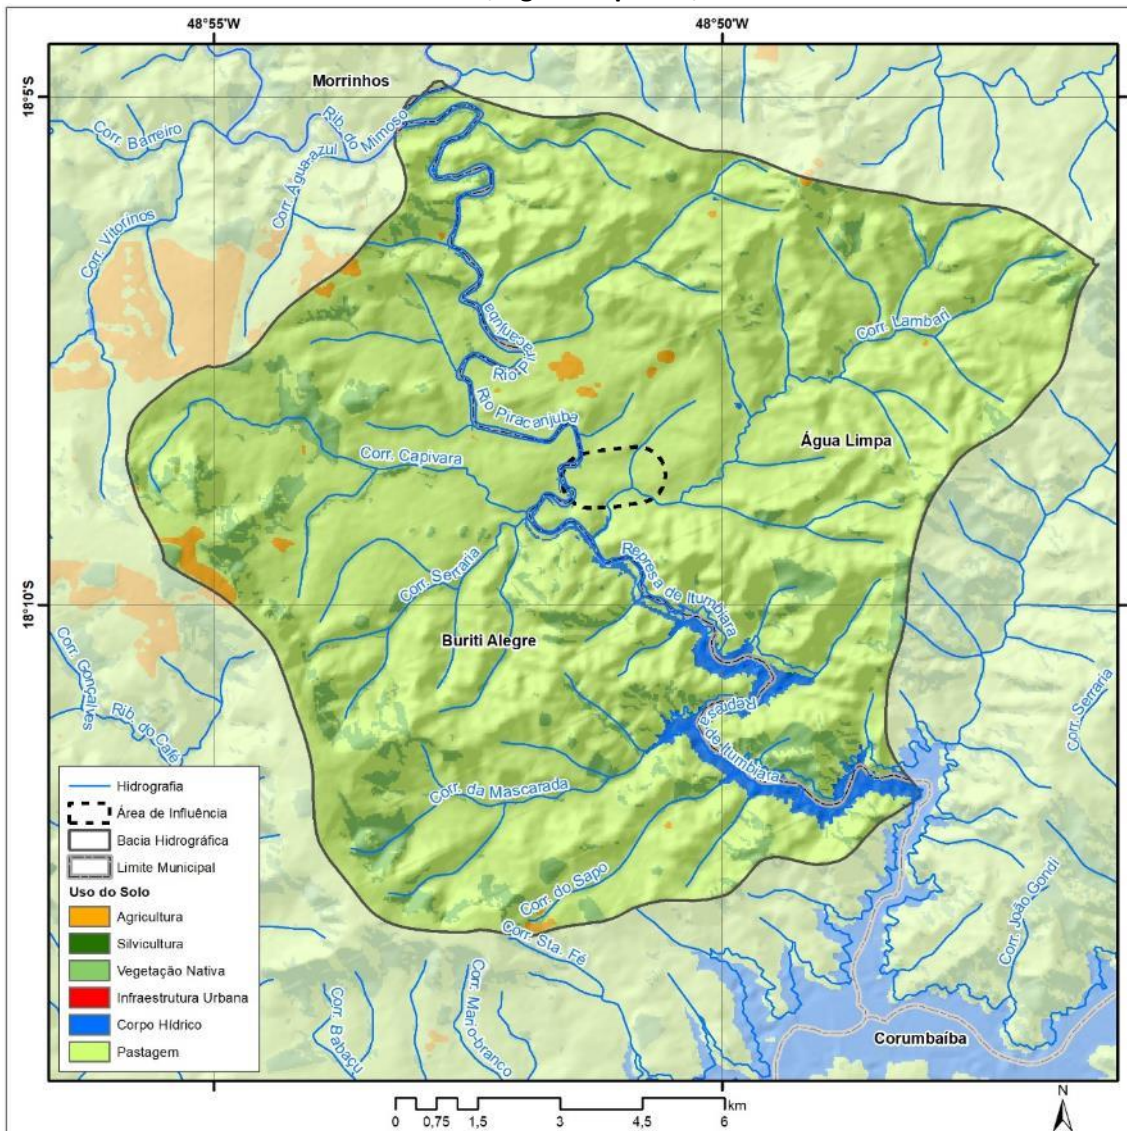 48°55'W
48°50'W
Morrinhos
18°5'S
Corr. Barreiro
Rib. do Mimoso
Corr. Água-azul
Corr. Vitorinos
Corr. Lambari
Rio Piracanjuba
Rio Piracanjuba
Água Limpa
Corr. Capivara
Corr. Serraria
Represa de Itumbiara
18°10'S
Buriti Alegre
Corr. Gonçalves
Rib. do Café
Represa de Itumbiara
Corr. Serraria
Corr. da Mascarada
Corr. do Sapo
Corr. Sta. Fé
Corr. João Gondi
Corr. Babaçu
Corr. Mario-branco
Corumbaíba
Hidrografia
Área de Influência
Bacia Hidrográfica
Limite Municipal
Uso do Solo
Agricultura
Silvicultura
Vegetação Nativa
Infraestrutura Urbana
Corpo Hídrico
Pastagem
km
0 0,75 1,5 3 4,5 6
N